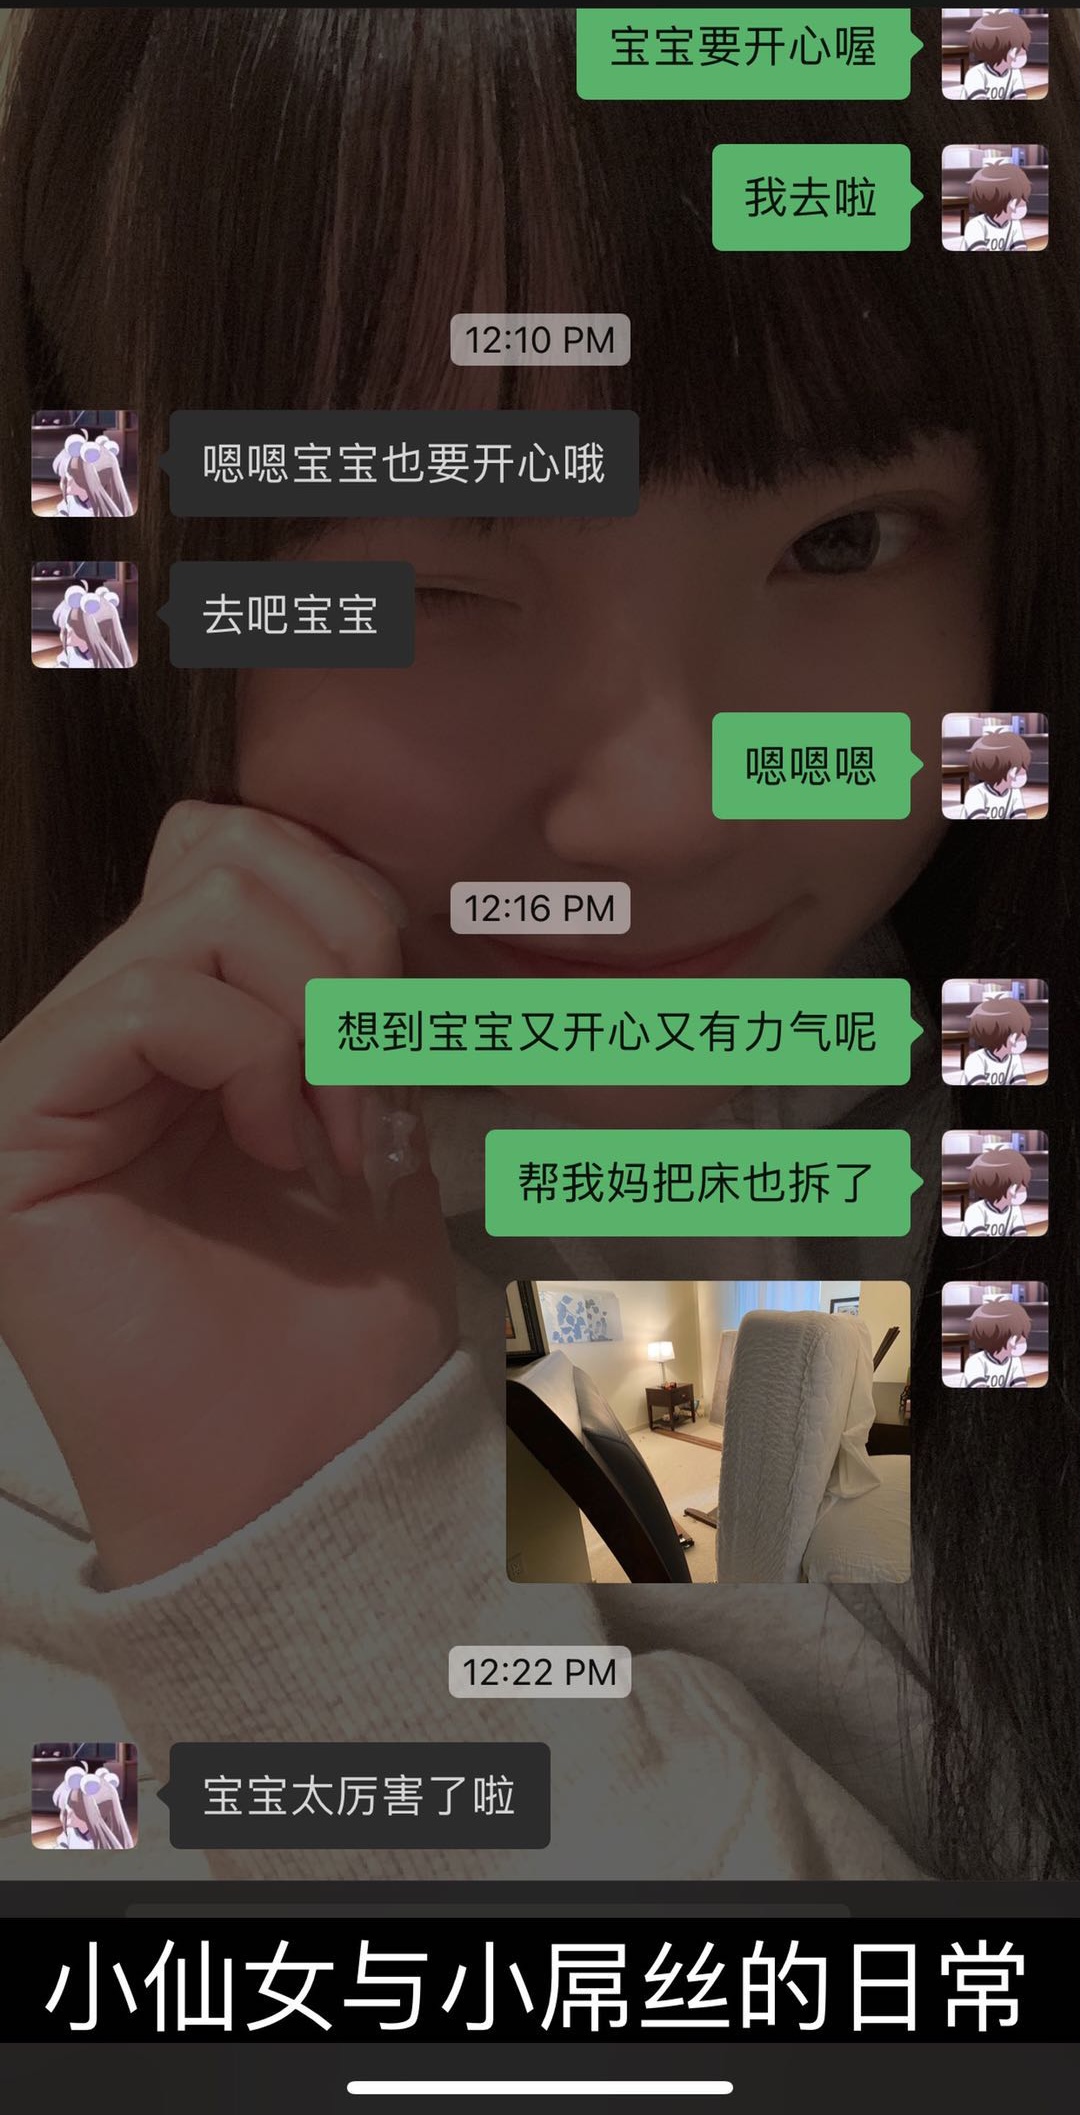 宝宝要开心喔
我去啦
12:10 PM
嗯嗯宝宝也要开心哦
去吧宝宝
嗯嗯嗯
12:16 PM
想到宝宝又开心又有力气呢
帮我妈把床也拆了
12:22 PM
宝宝太厉害了啦
小仙女与小屌丝的日常